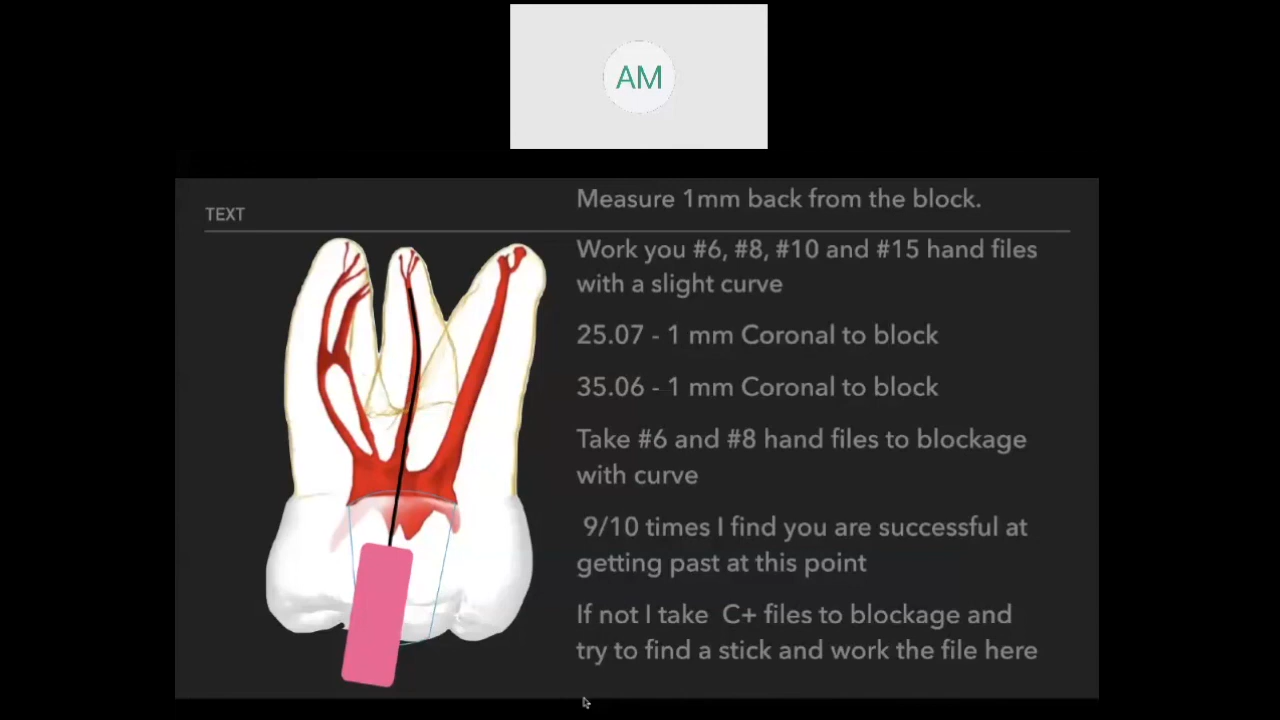 AM
TEXT
Measure 1mm back from the block.
Work you #6, #8, #10 and #15 hand files
with a slight curve
25.07 - 1 mm Coronal to block
35.06 - 1 mm Coronal to block
Take #6 and #8 hand files to blockage
with curve
9/10 times I find you are successful at
getting past at this point
If not I take C+ files to blockage and
try to find a stick and work the file here